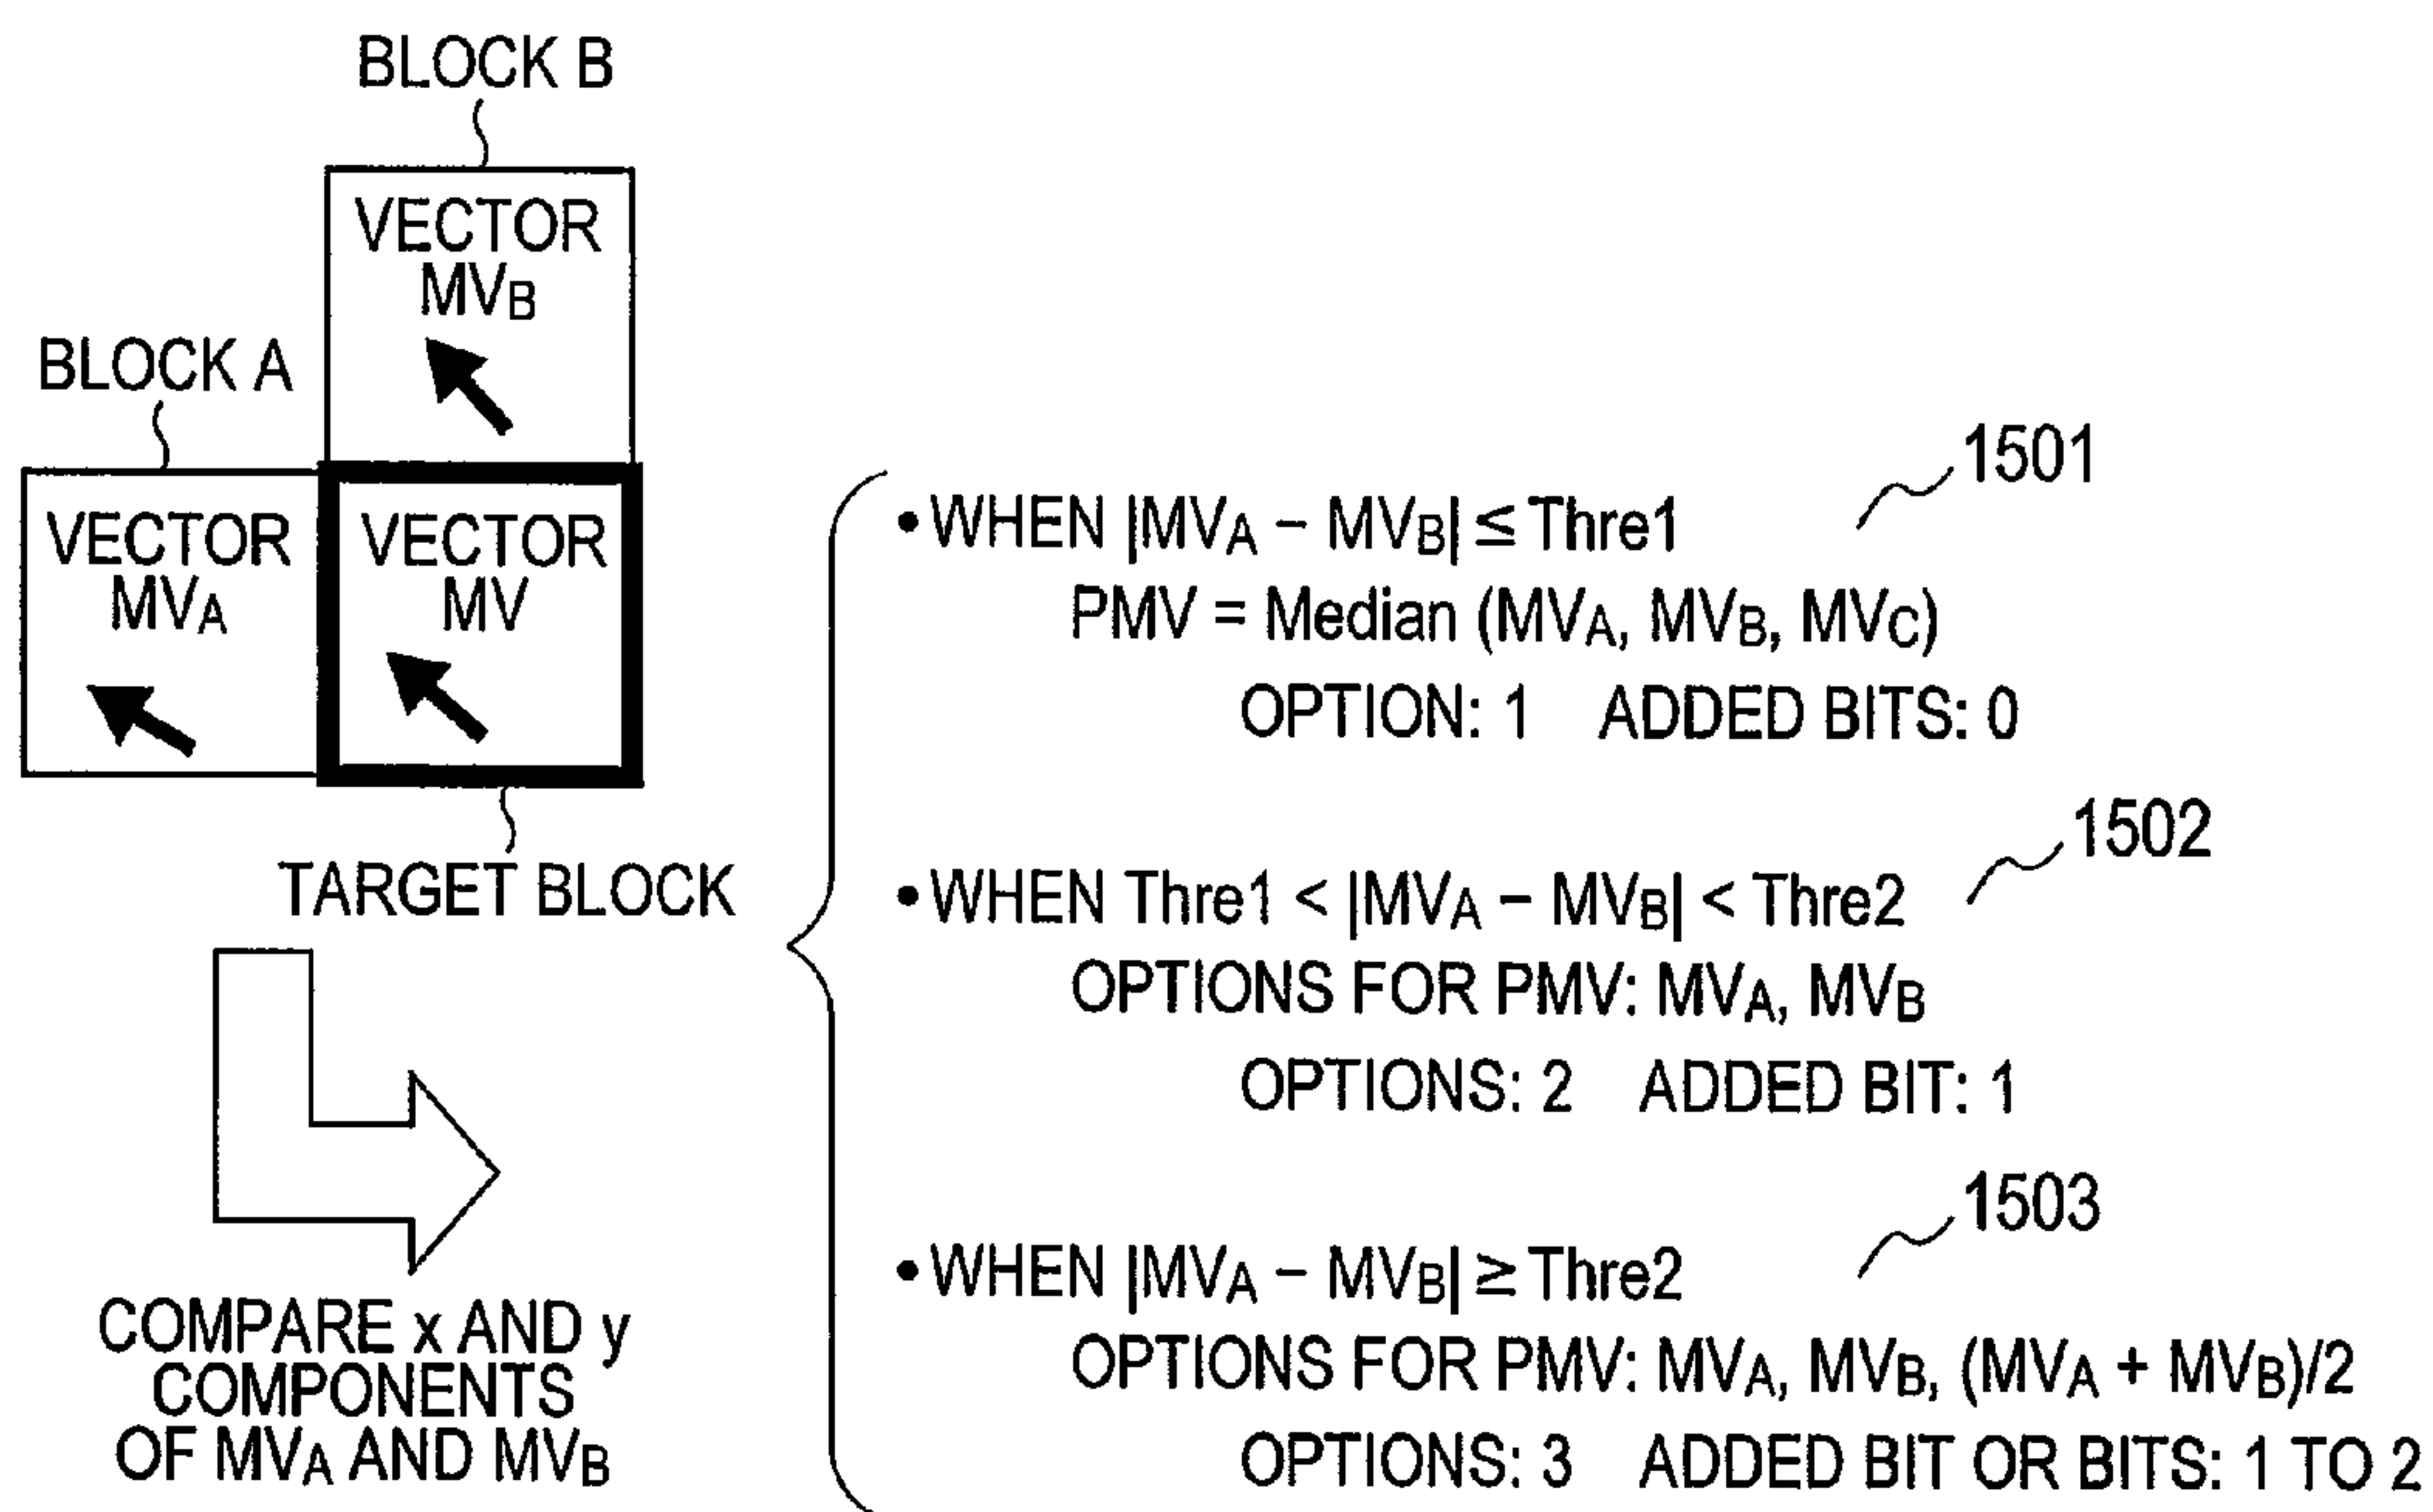 BLOCK B
VECTOR
MVB
BLOCK A
VECTOR
MVA
VECTOR
MV
TARGET BLOCK
COMPARE x AND y
COMPONENTS
OF MVA AND MVB
1501
•WHEN |MVA – MVB| ≤ Thre1
PMV = Median (MVA, MVB, MVC)
OPTION: 1 ADDED BITS: 0
1502
•WHEN Thre1 < |MVA – MVB| < Thre2
OPTIONS FOR PMV: MVA, MVB
OPTIONS: 2 ADDED BIT: 1
1503
•WHEN |MVA – MVB| ≥ Thre2
OPTIONS FOR PMV: MVA, MVB, (MVA + MVB)/2
OPTIONS: 3 ADDED BIT OR BITS: 1 TO 2